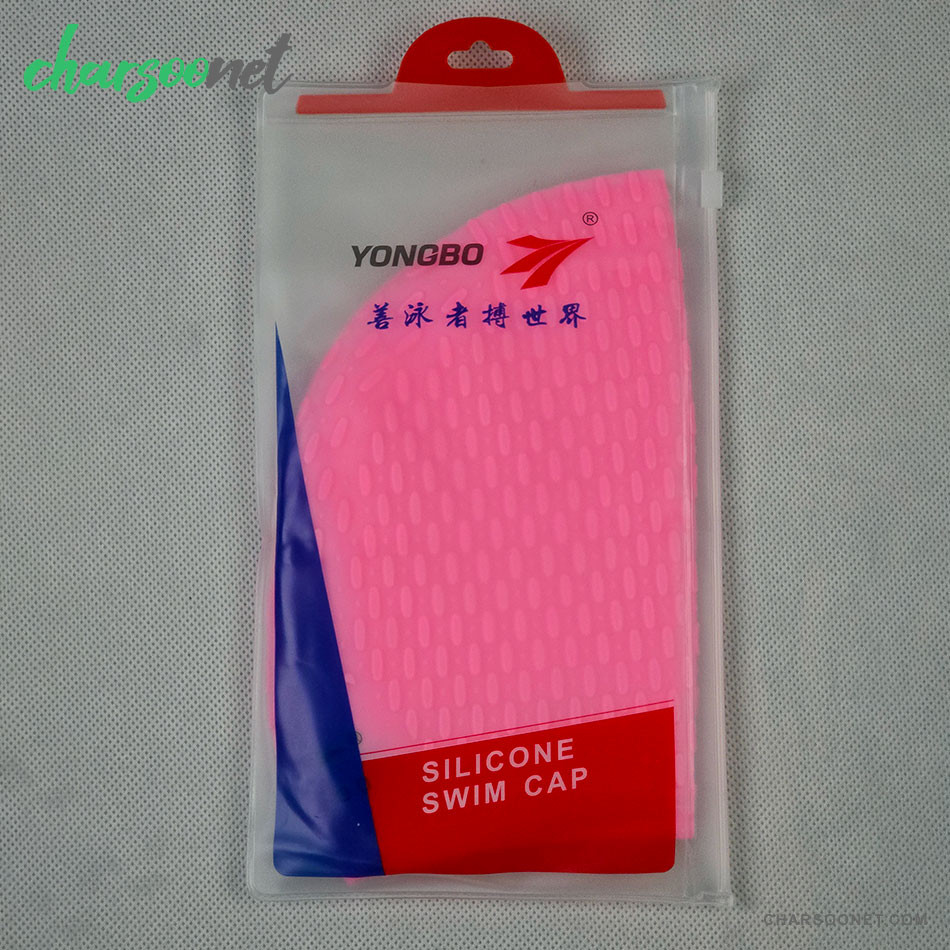 charsoonet
YONGBO ®
善泳者搏世界
SILICONE
SWIM CAP
CHARSOONET.COM